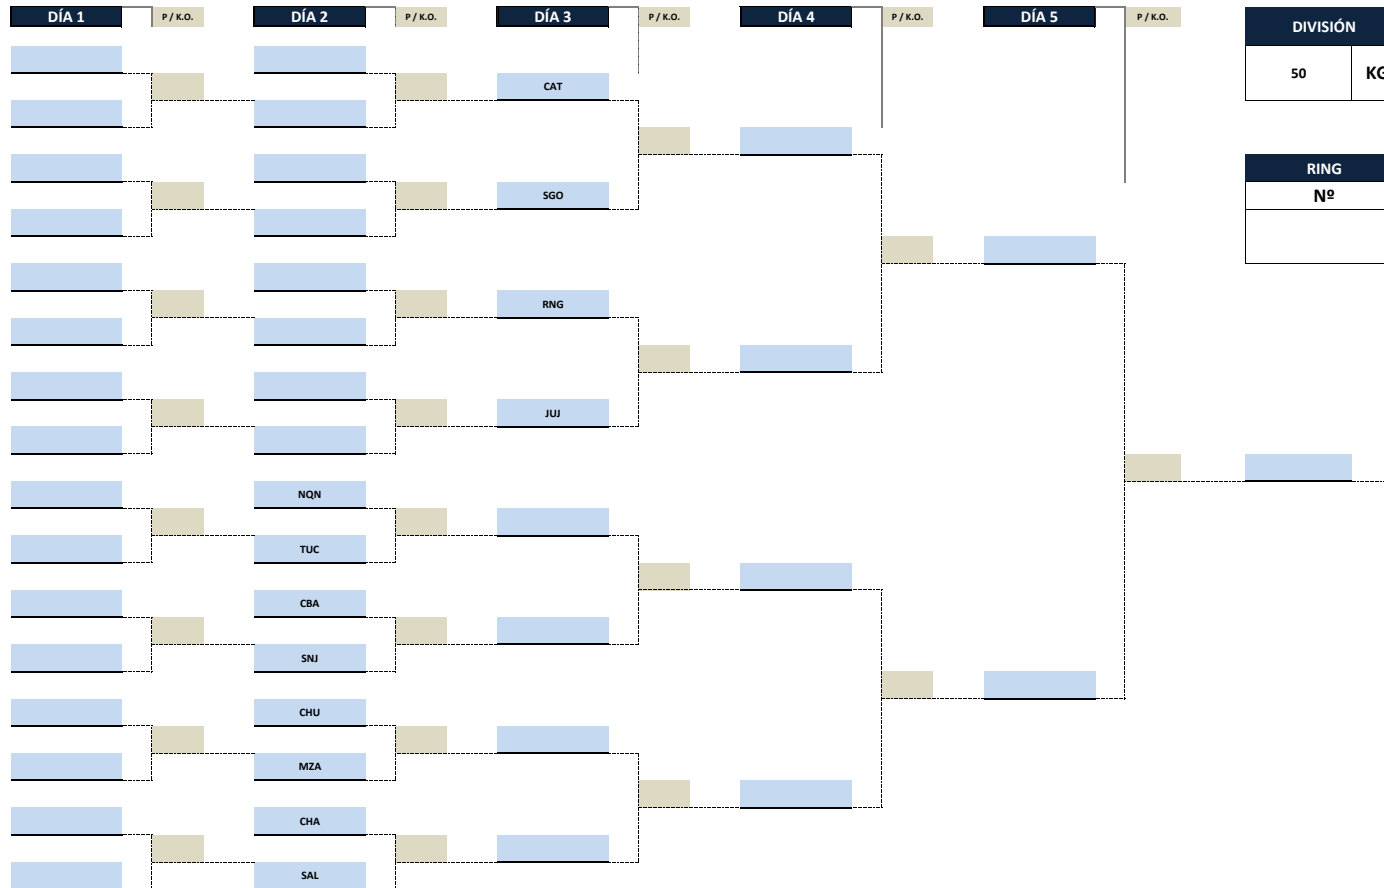 DÍA 1 P / K.O. DÍA 2 P / K.O. DÍA 3 P / K.O. DÍA 4 P / K.O. DÍA 5 P / K.O. DIVISIÓN
50 KG
CAT
RING
SGO Nº
RNG
JUJ
NQN
TUC
CBA
SNJ
CHU
MZA
CHA
SAL